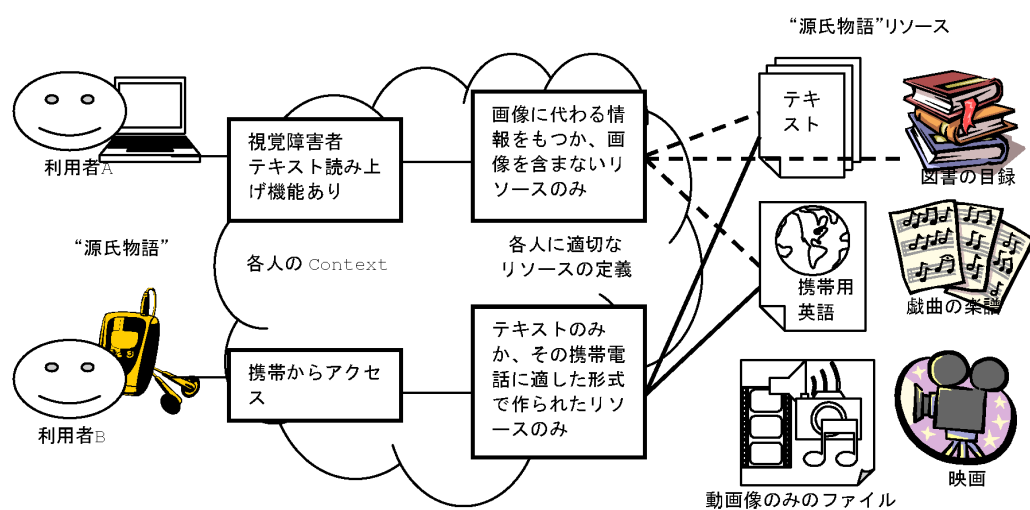 “源氏物語”リソース
利用者A
視覚障害者
テキスト読み上
げ機能あり
画像に代わる情
報をもつか、画
像を含まないリ
ソースのみ
テキ
スト
図書の目録
“源氏物語”
各人の Context
各人に適切な
リソースの定義
携帯用
英語
戯曲の楽譜
利用者B
携帯からアクセ
ス
テキストのみ
か、その携帯電
話に適した形式
で作られたリソ
ースのみ
動画像のみのファイル
映画